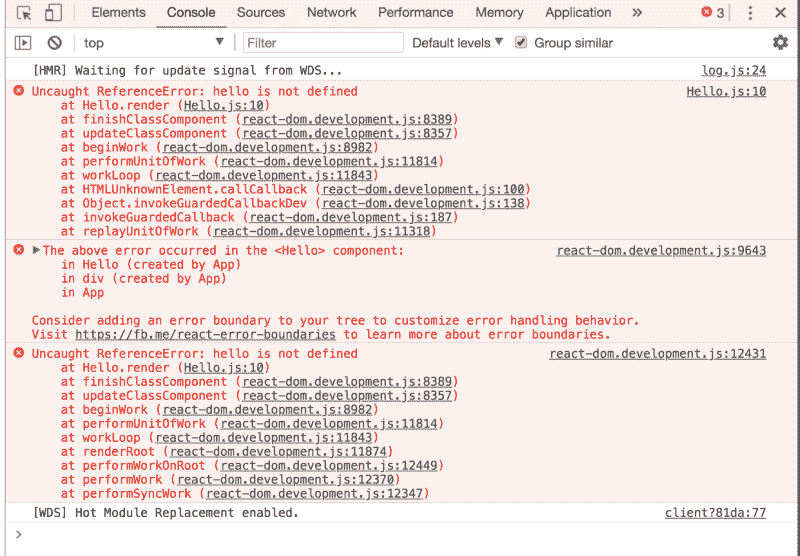 Elements Console Sources Network Performance Memory Application » 3
top Filter Default levels Group similar
[HMR] Waiting for update signal from WDS... log.js:24
Uncaught ReferenceError: hello is not defined Hello.js:10
at Hello.render (Hello.js:10)
at finishClassComponent (react-dom.development.js:8389)
at updateClassComponent (react-dom.development.js:8357)
at beginWork (react-dom.development.js:8982)
at performUnitOfWork (react-dom.development.js:11814)
at workLoop (react-dom.development.js:11843)
at HTMLUnknownElement.callCallback (react-dom.development.js:100)
at Object.invokeGuardedCallbackDev (react-dom.development.js:138)
at invokeGuardedCallback (react-dom.development.js:187)
at replayUnitOfWork (react-dom.development.js:11318)
The above error occurred in the <Hello> component: react-dom.development.js:9643
in Hello (created by App)
in div (created by App)
in App
Consider adding an error boundary to your tree to customize error handling behavior.
Visit https://fb.me/react-error-boundaries to learn more about error boundaries.
Uncaught ReferenceError: hello is not defined react-dom.development.js:12431
at Hello.render (Hello.js:10)
at finishClassComponent (react-dom.development.js:8389)
at updateClassComponent (react-dom.development.js:8357)
at beginWork (react-dom.development.js:8982)
at performUnitOfWork (react-dom.development.js:11814)
at workLoop (react-dom.development.js:11843)
at renderRoot (react-dom.development.js:11874)
at performWorkOnRoot (react-dom.development.js:12449)
at performWork (react-dom.development.js:12370)
at performSyncWork (react-dom.development.js:12347)
[WDS] Hot Module Replacement enabled. client?81da:77